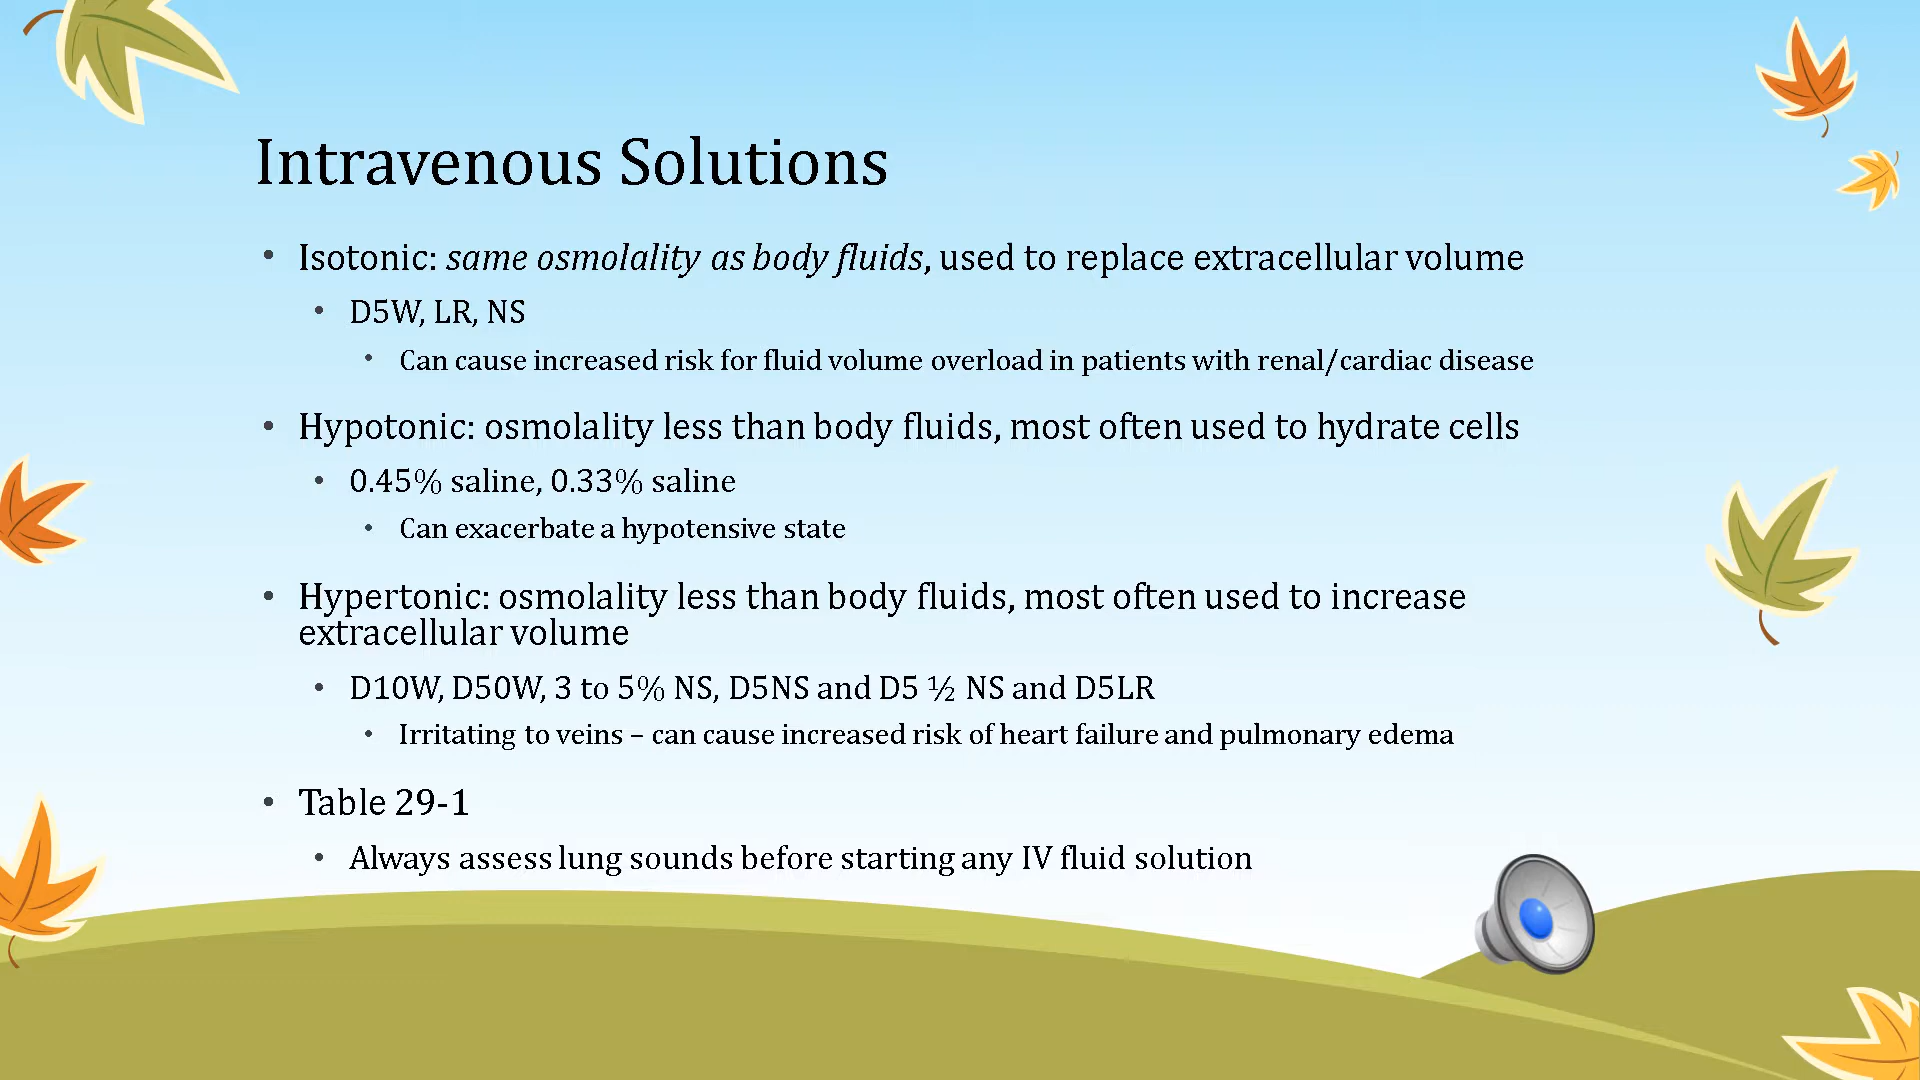 Intravenous Solutions
• Isotonic: same osmolality as body fluids, used to replace extracellular volume
• D5W, LR, NS
• Can cause increased risk for fluid volume overload in patients with renal/cardiac disease
• Hypotonic: osmolality less than body fluids, most often used to hydrate cells
• 0.45% saline, 0.33% saline
• Can exacerbate a hypotensive state
• Hypertonic: osmolality less than body fluids, most often used to increase
extracellular volume
• D10W, D50W, 3 to 5% NS, D5NS and D5 ½ NS and D5LR
• Irritating to veins – can cause increased risk of heart failure and pulmonary edema
• Table 29-1
• Always assess lung sounds before starting any IV fluid solution